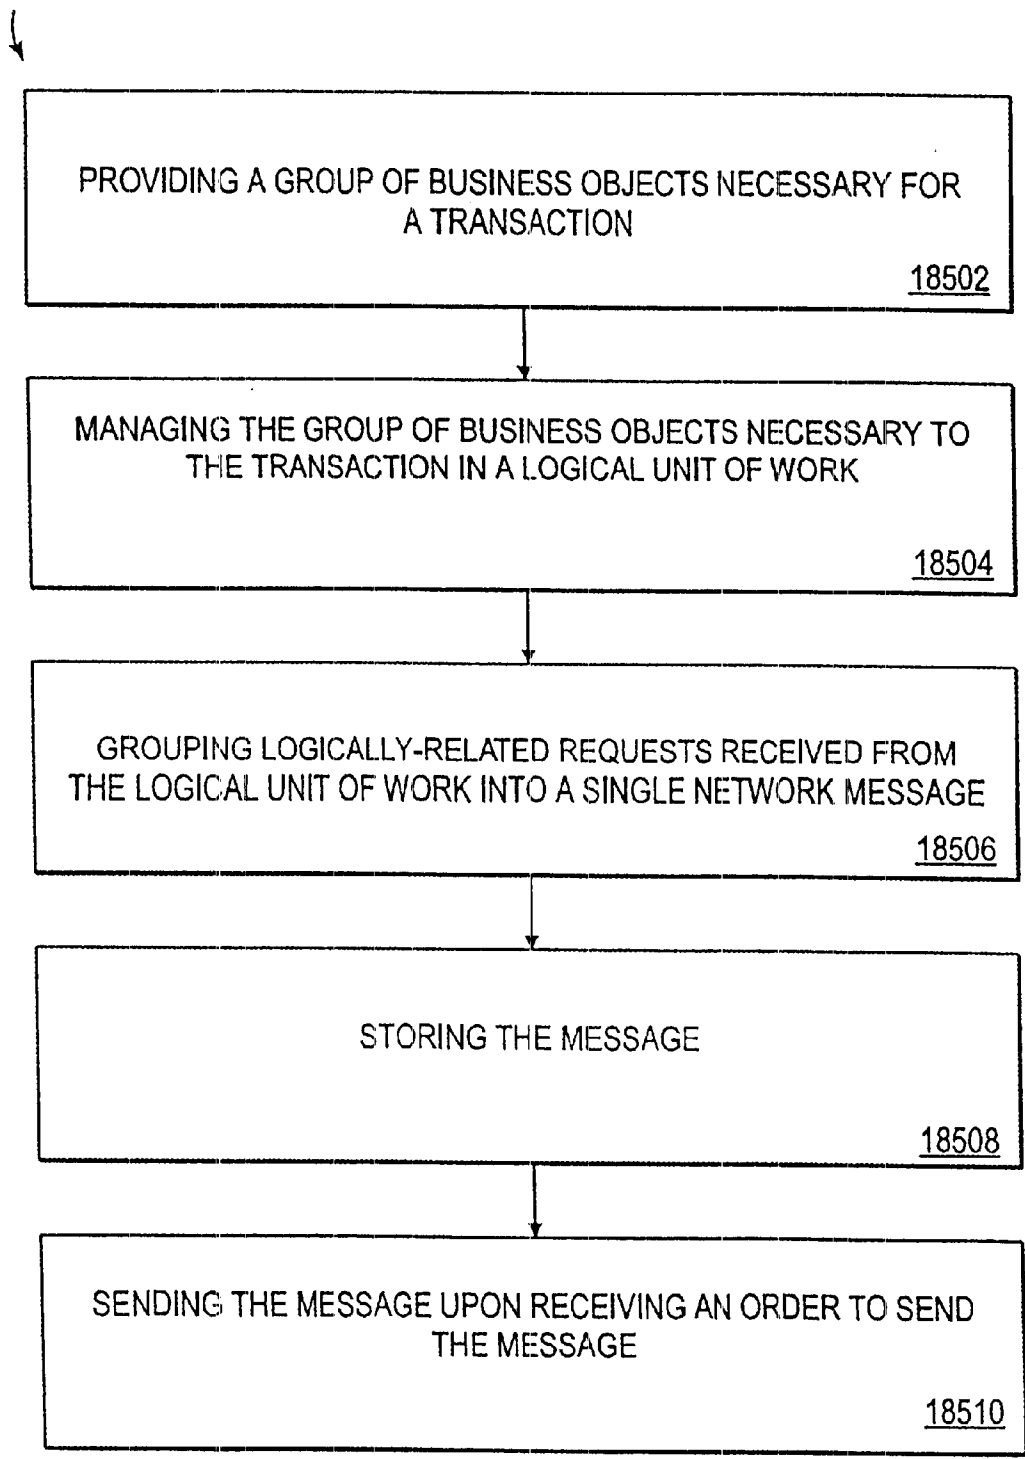 PROVIDING A GROUP OF BUSINESS OBJECTS NECESSARY FOR
A TRANSACTION
18502
MANAGING THE GROUP OF BUSINESS OBJECTS NECESSARY TO
THE TRANSACTION IN A LOGICAL UNIT OF WORK
18504
GROUPING LOGICALLY-RELATED REQUESTS RECEIVED FROM
THE LOGICAL UNIT OF WORK INTO A SINGLE NETWORK MESSAGE
18506
STORING THE MESSAGE
18508
SENDING THE MESSAGE UPON RECEIVING AN ORDER TO SEND
THE MESSAGE
18510